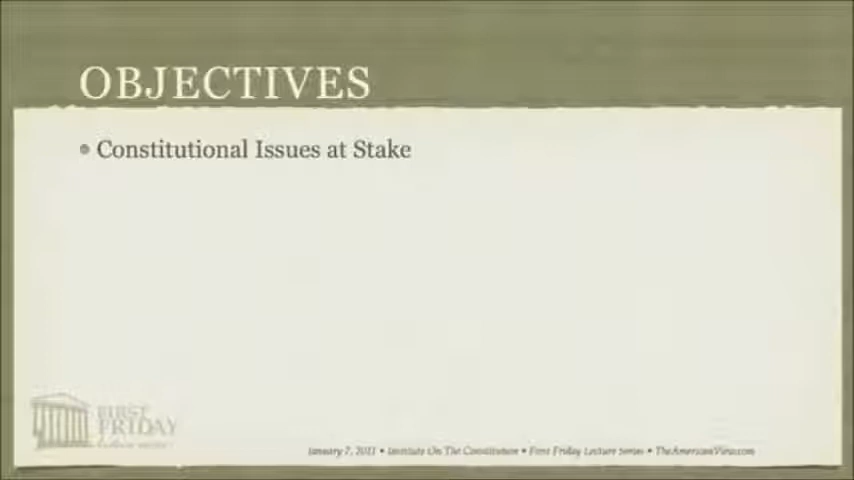 OBJECTIVES
Constitutional Issues at Stake
FIRST
FRIDAY
January 7, 2011 • Institute On The Constitution • First Friday Lecture Series • TheAmericanView.com